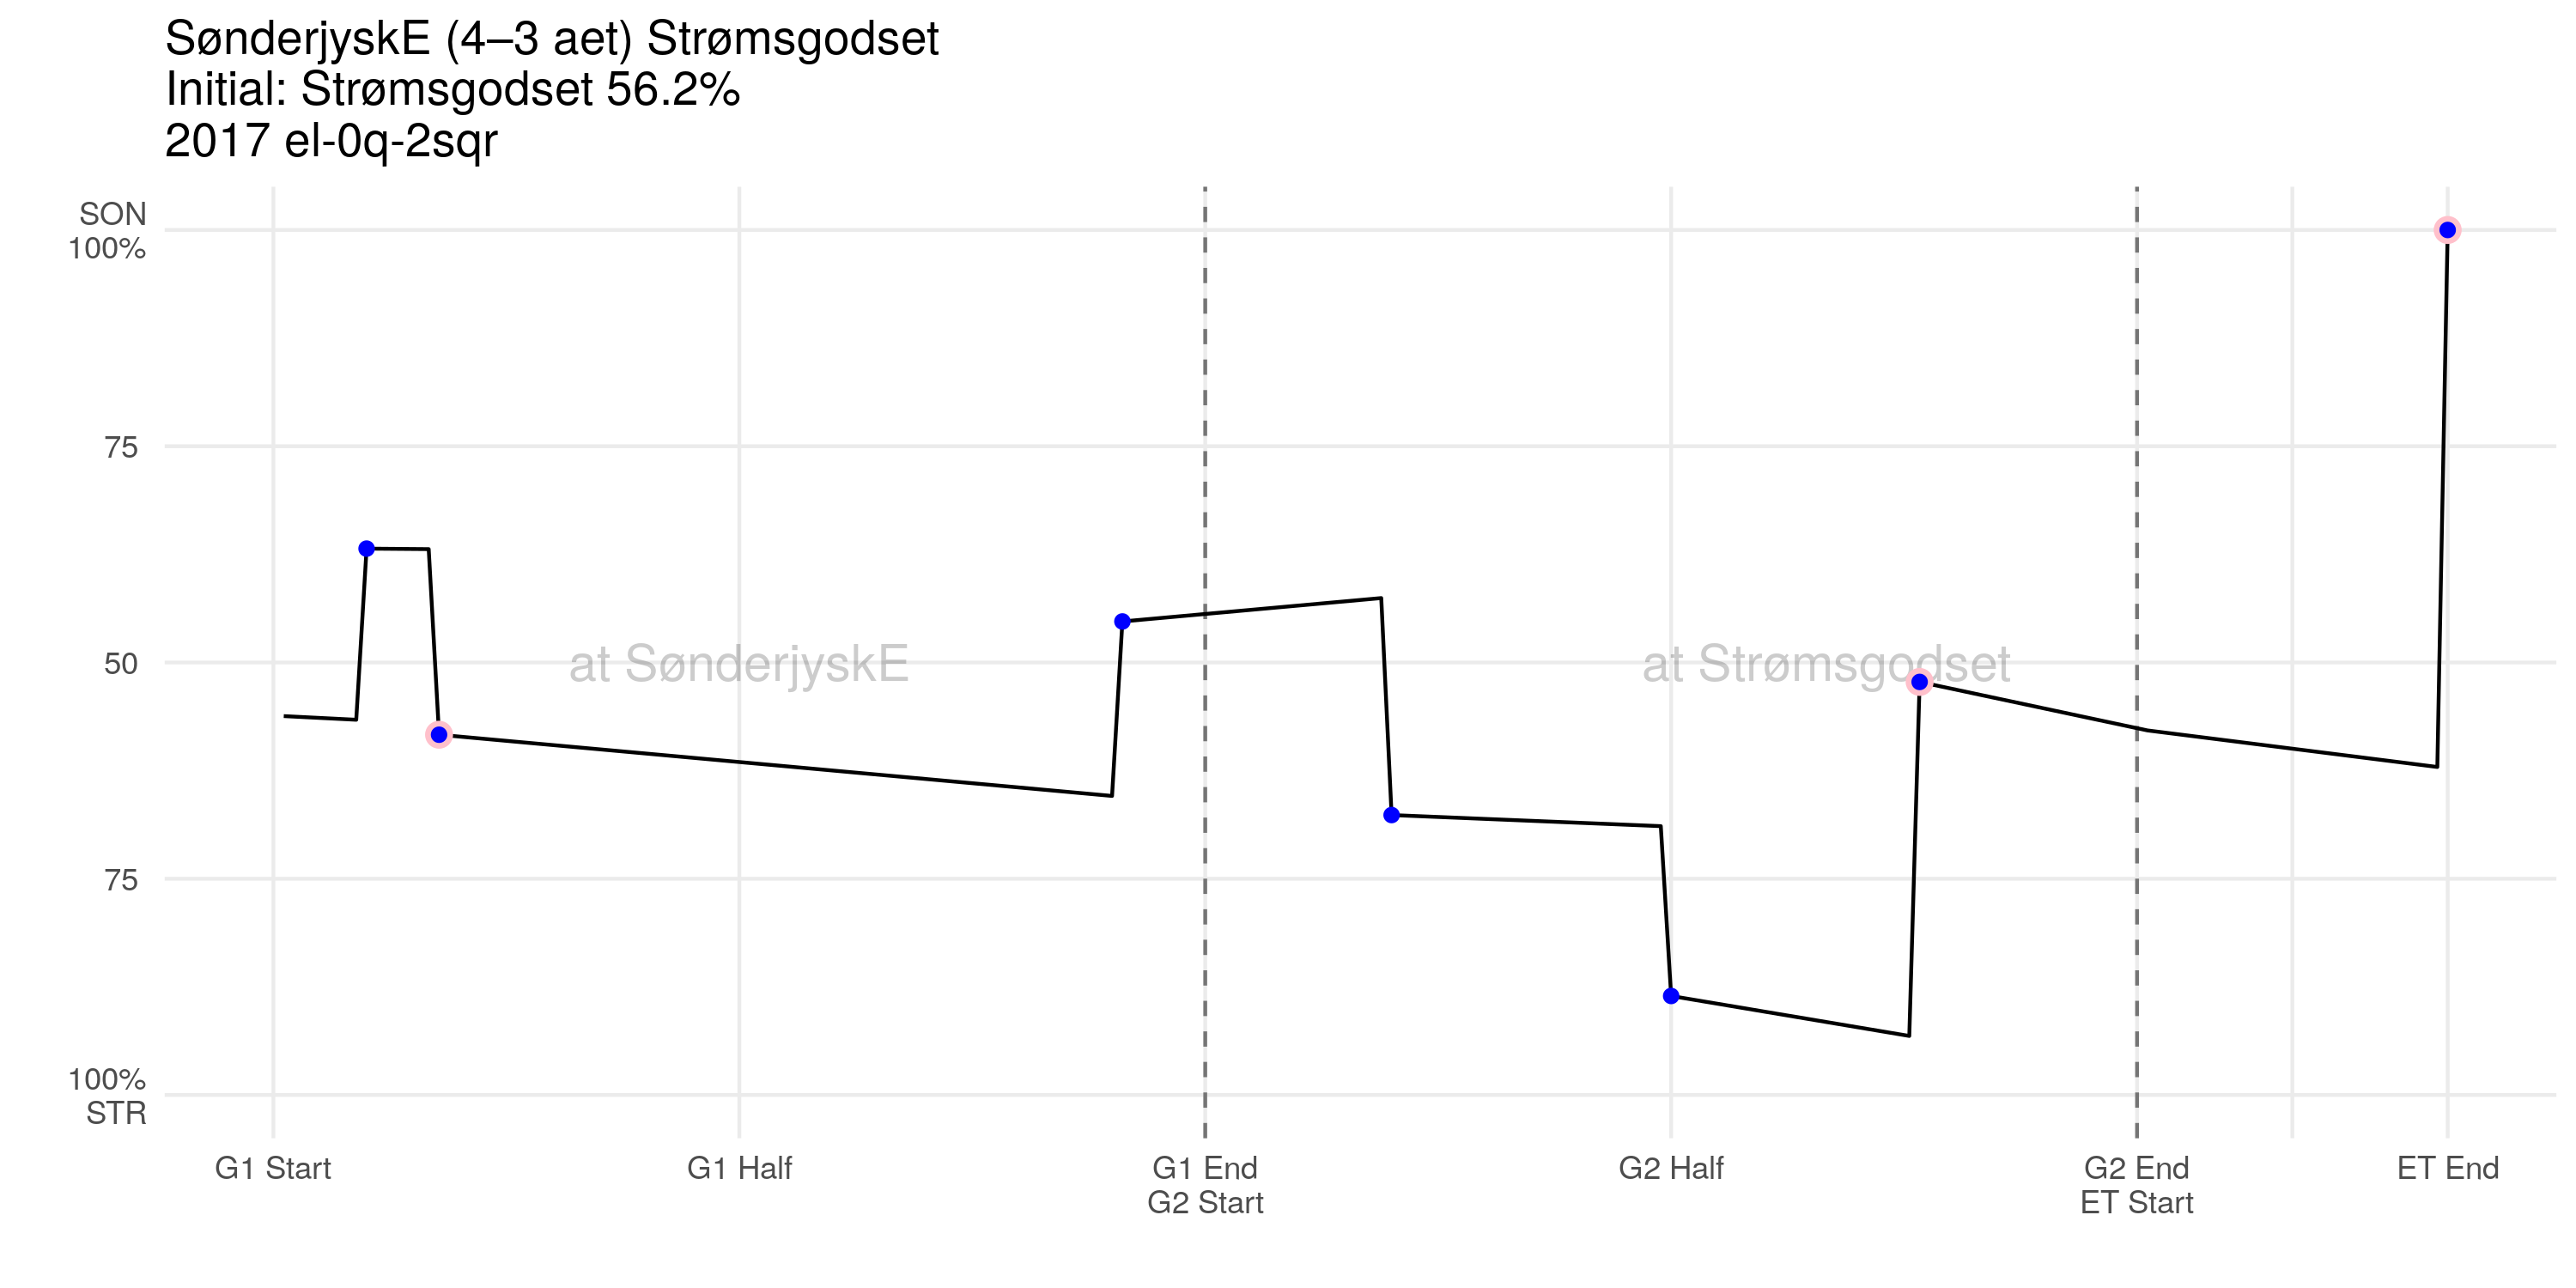 SønderjyskE (4–3 aet) Strømsgodset
Initial: Strømsgodset 56.2%
2017 el-0q-2sqr
SON
100%
75
50
75
100%
STR
at SønderjyskE
at Strømsgodset
G1 Start
G1 Half
G1 End
G2 Start
G2 Half
G2 End
ET Start
ET End